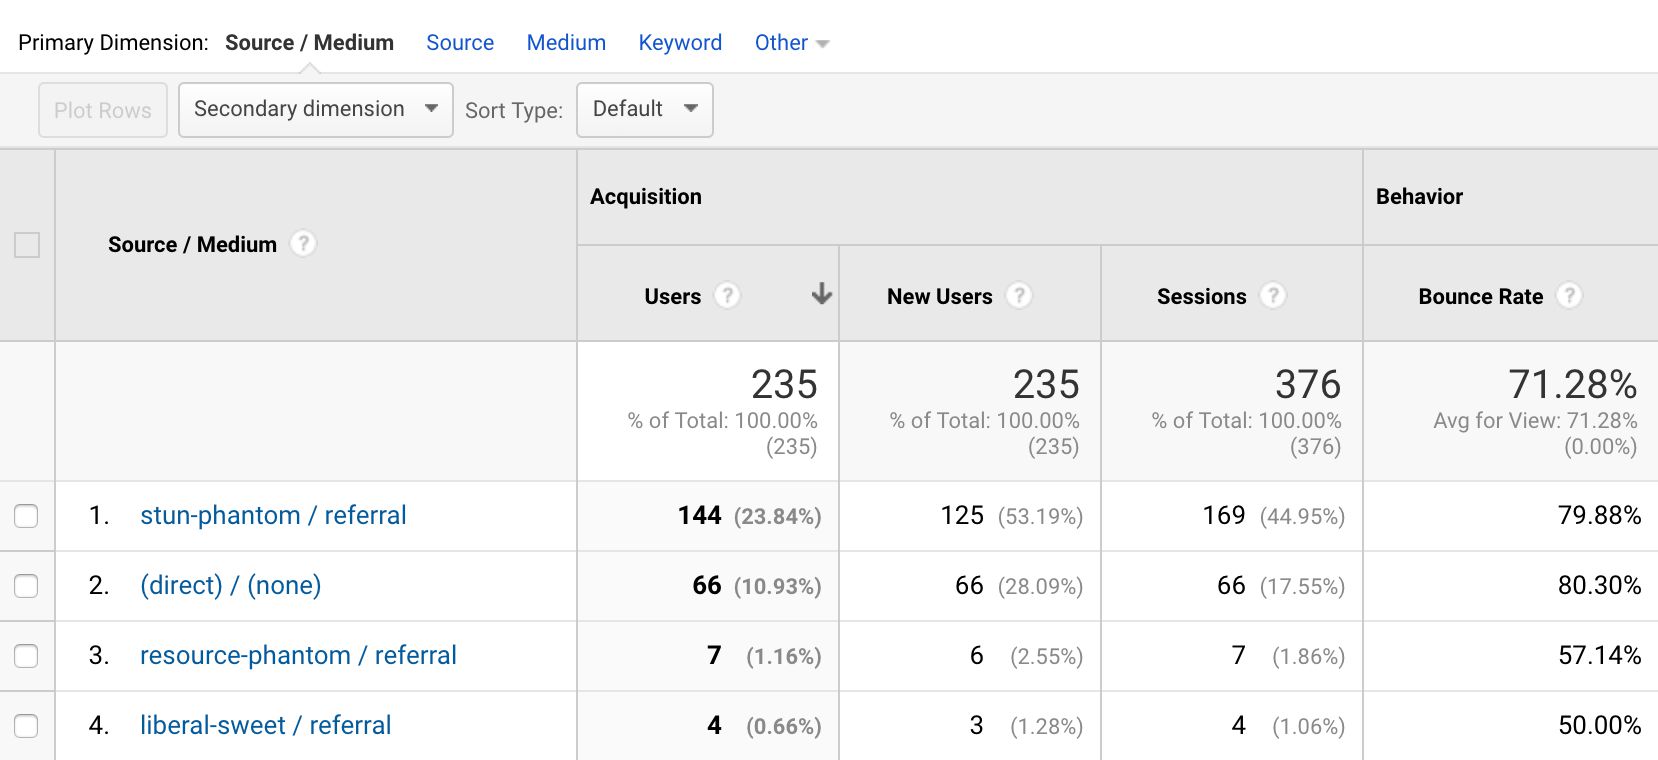 Primary Dimension: Source / Medium Source Medium Keyword Other
Plot Rows Secondary dimension Sort Type: Default
Acquisition Behavior
Source / Medium ?
Users ? New Users ? Sessions ? Bounce Rate ?
235 235 376 71.28%
% of Total: 100.00% % of Total: 100.00% % of Total: 100.00% Avg for View: 71.28%
(235) (235) (376) (0.00%)
1. stun-phantom / referral 144 (23.84%) 125 (53.19%) 169 (44.95%) 79.88%
2. (direct) / (none) 66 (10.93%) 66 (28.09%) 66 (17.55%) 80.30%
3. resource-phantom / referral 7 (1.16%) 6 (2.55%) 7 (1.86%) 57.14%
4. liberal-sweet / referral 4 (0.66%) 3 (1.28%) 4 (1.06%) 50.00%